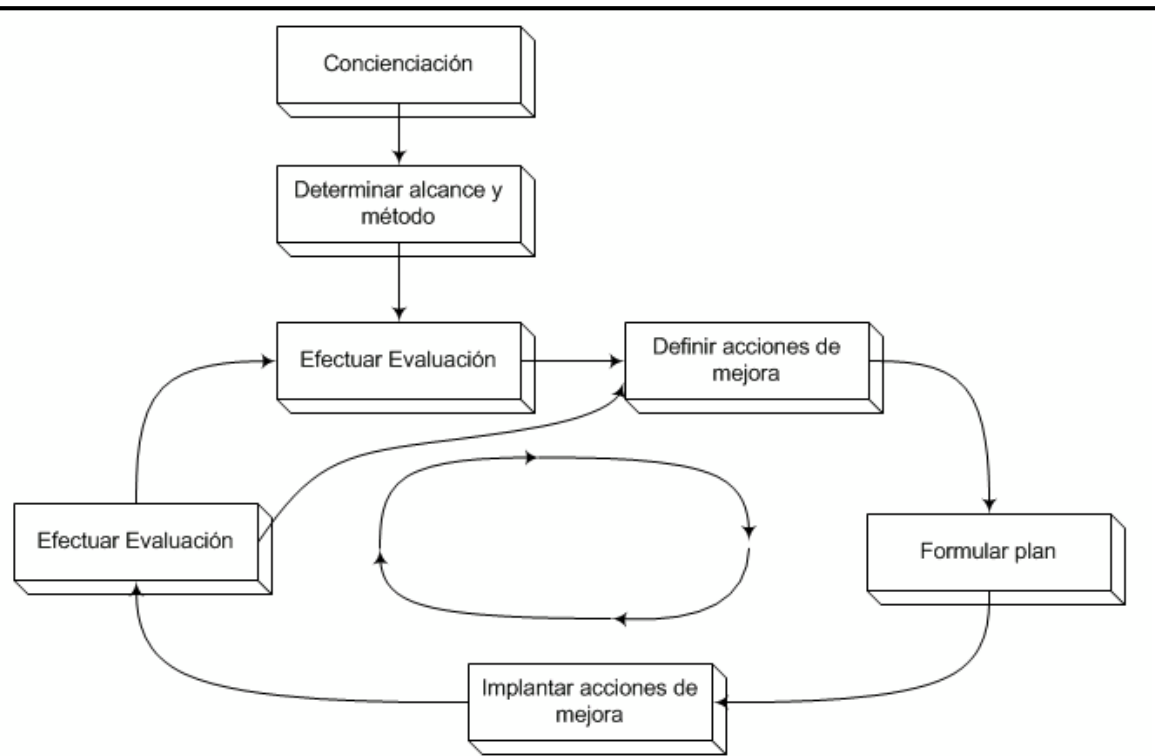 Concienciación
Determinar alcance y
método
Efectuar Evaluación
Definir acciones de
mejora
Efectuar Evaluación
Formular plan
Implantar acciones de
mejora